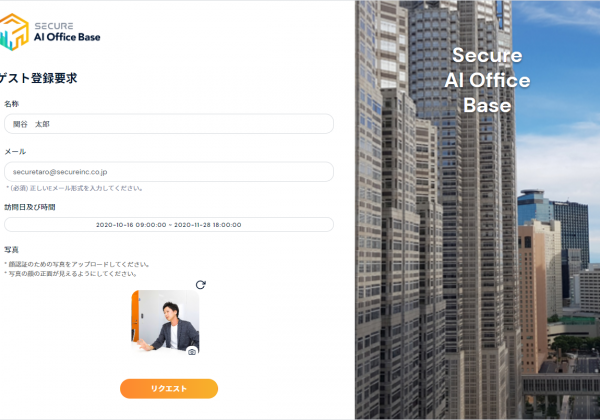 SECURE
AI Office Base
ゲスト登録要求
名称
関谷　太郎
メール
securetaro@secureinc.co.jp
* (必須) 正しいEメール形式を入力してください。
訪問日及び時間
2020-10-16 09:00:00 ~ 2020-11-28 18:00:00
写真
* 顔認証のための写真をアップロードしてください。
* 写真の顔の正面が見えるようにしてください。
リクエスト
Secure
AI Office
Base